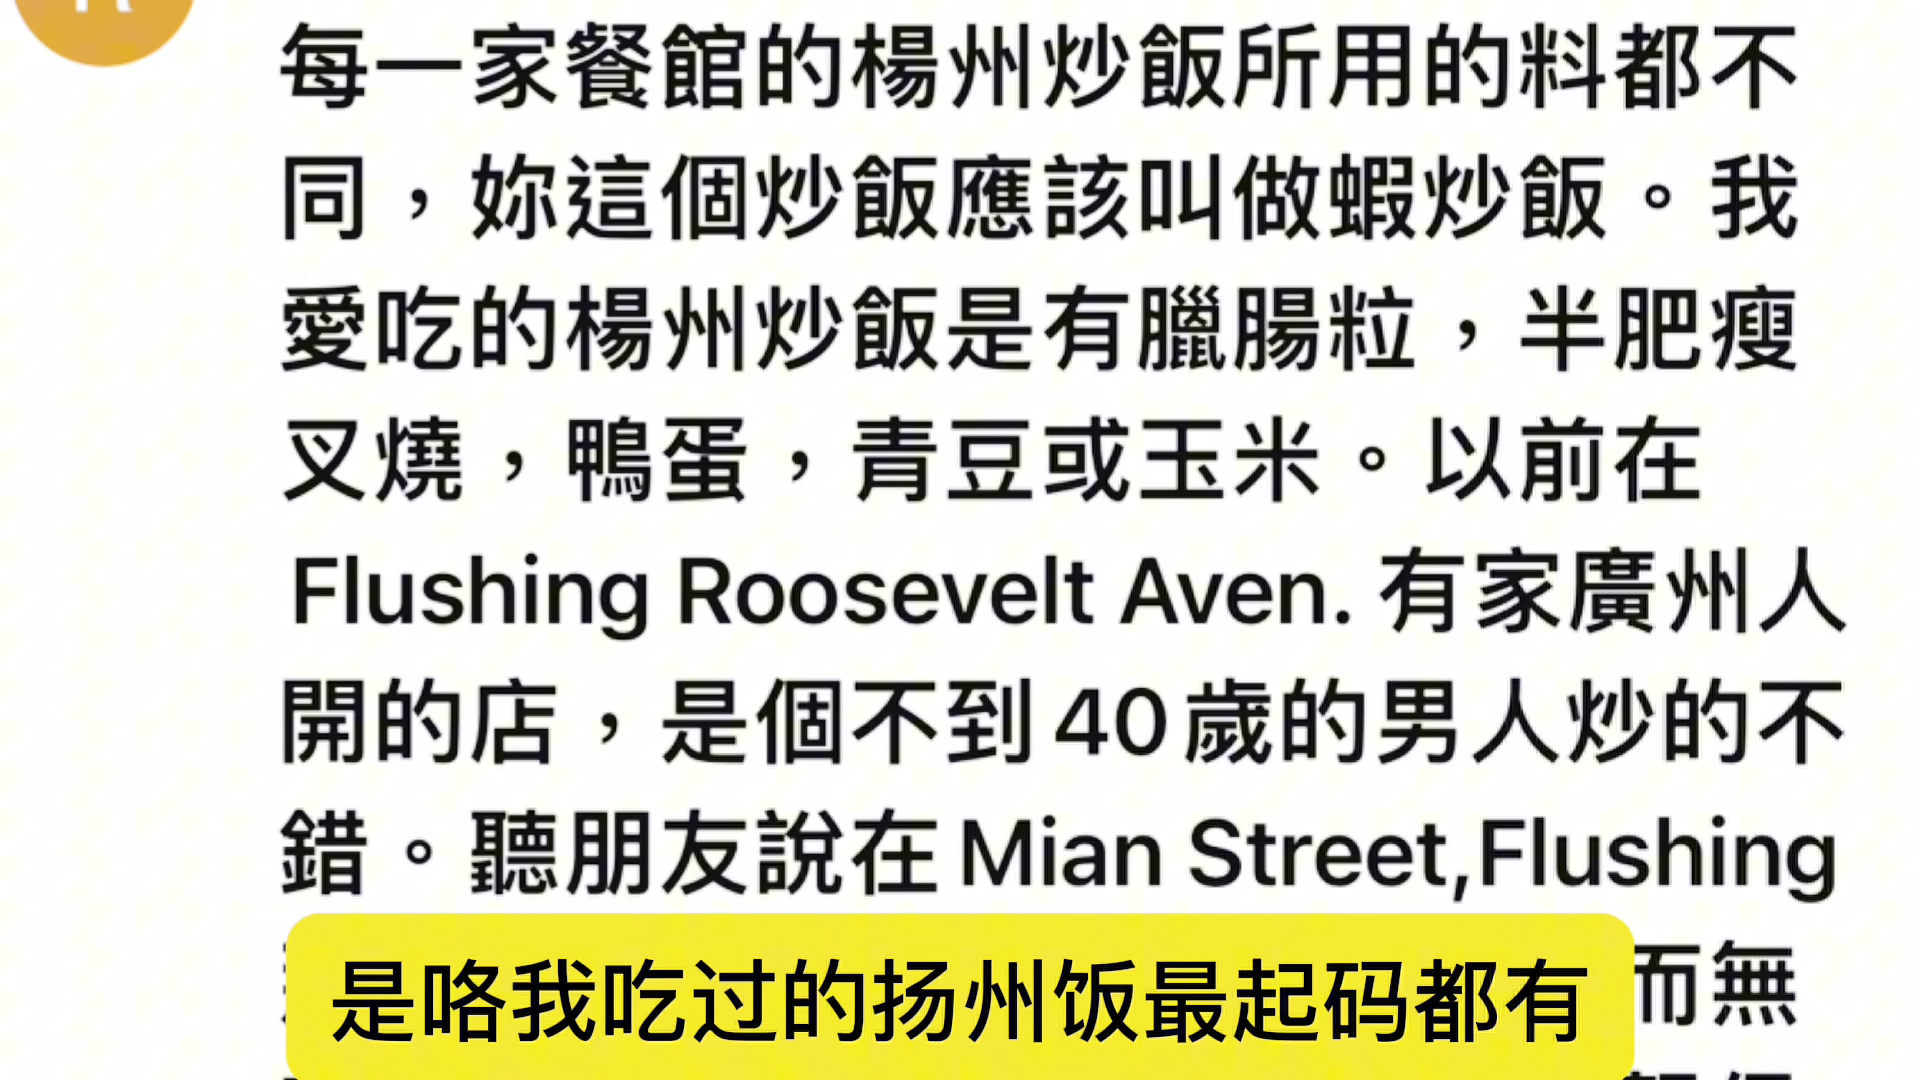 每一家餐館的楊州炒飯所用的料都不
同，妳這個炒飯應該叫做蝦炒飯。我
愛吃的楊州炒飯是有臘腸粒，半肥瘦
叉燒，鴨蛋，青豆或玉米。以前在
Flushing Roosevelt Aven. 有家廣州人
開的店，是個不到40歲的男人炒的不
錯。聽朋友說在Mian Street,Flushing
而無
是咯我吃过的扬州饭最起码都有